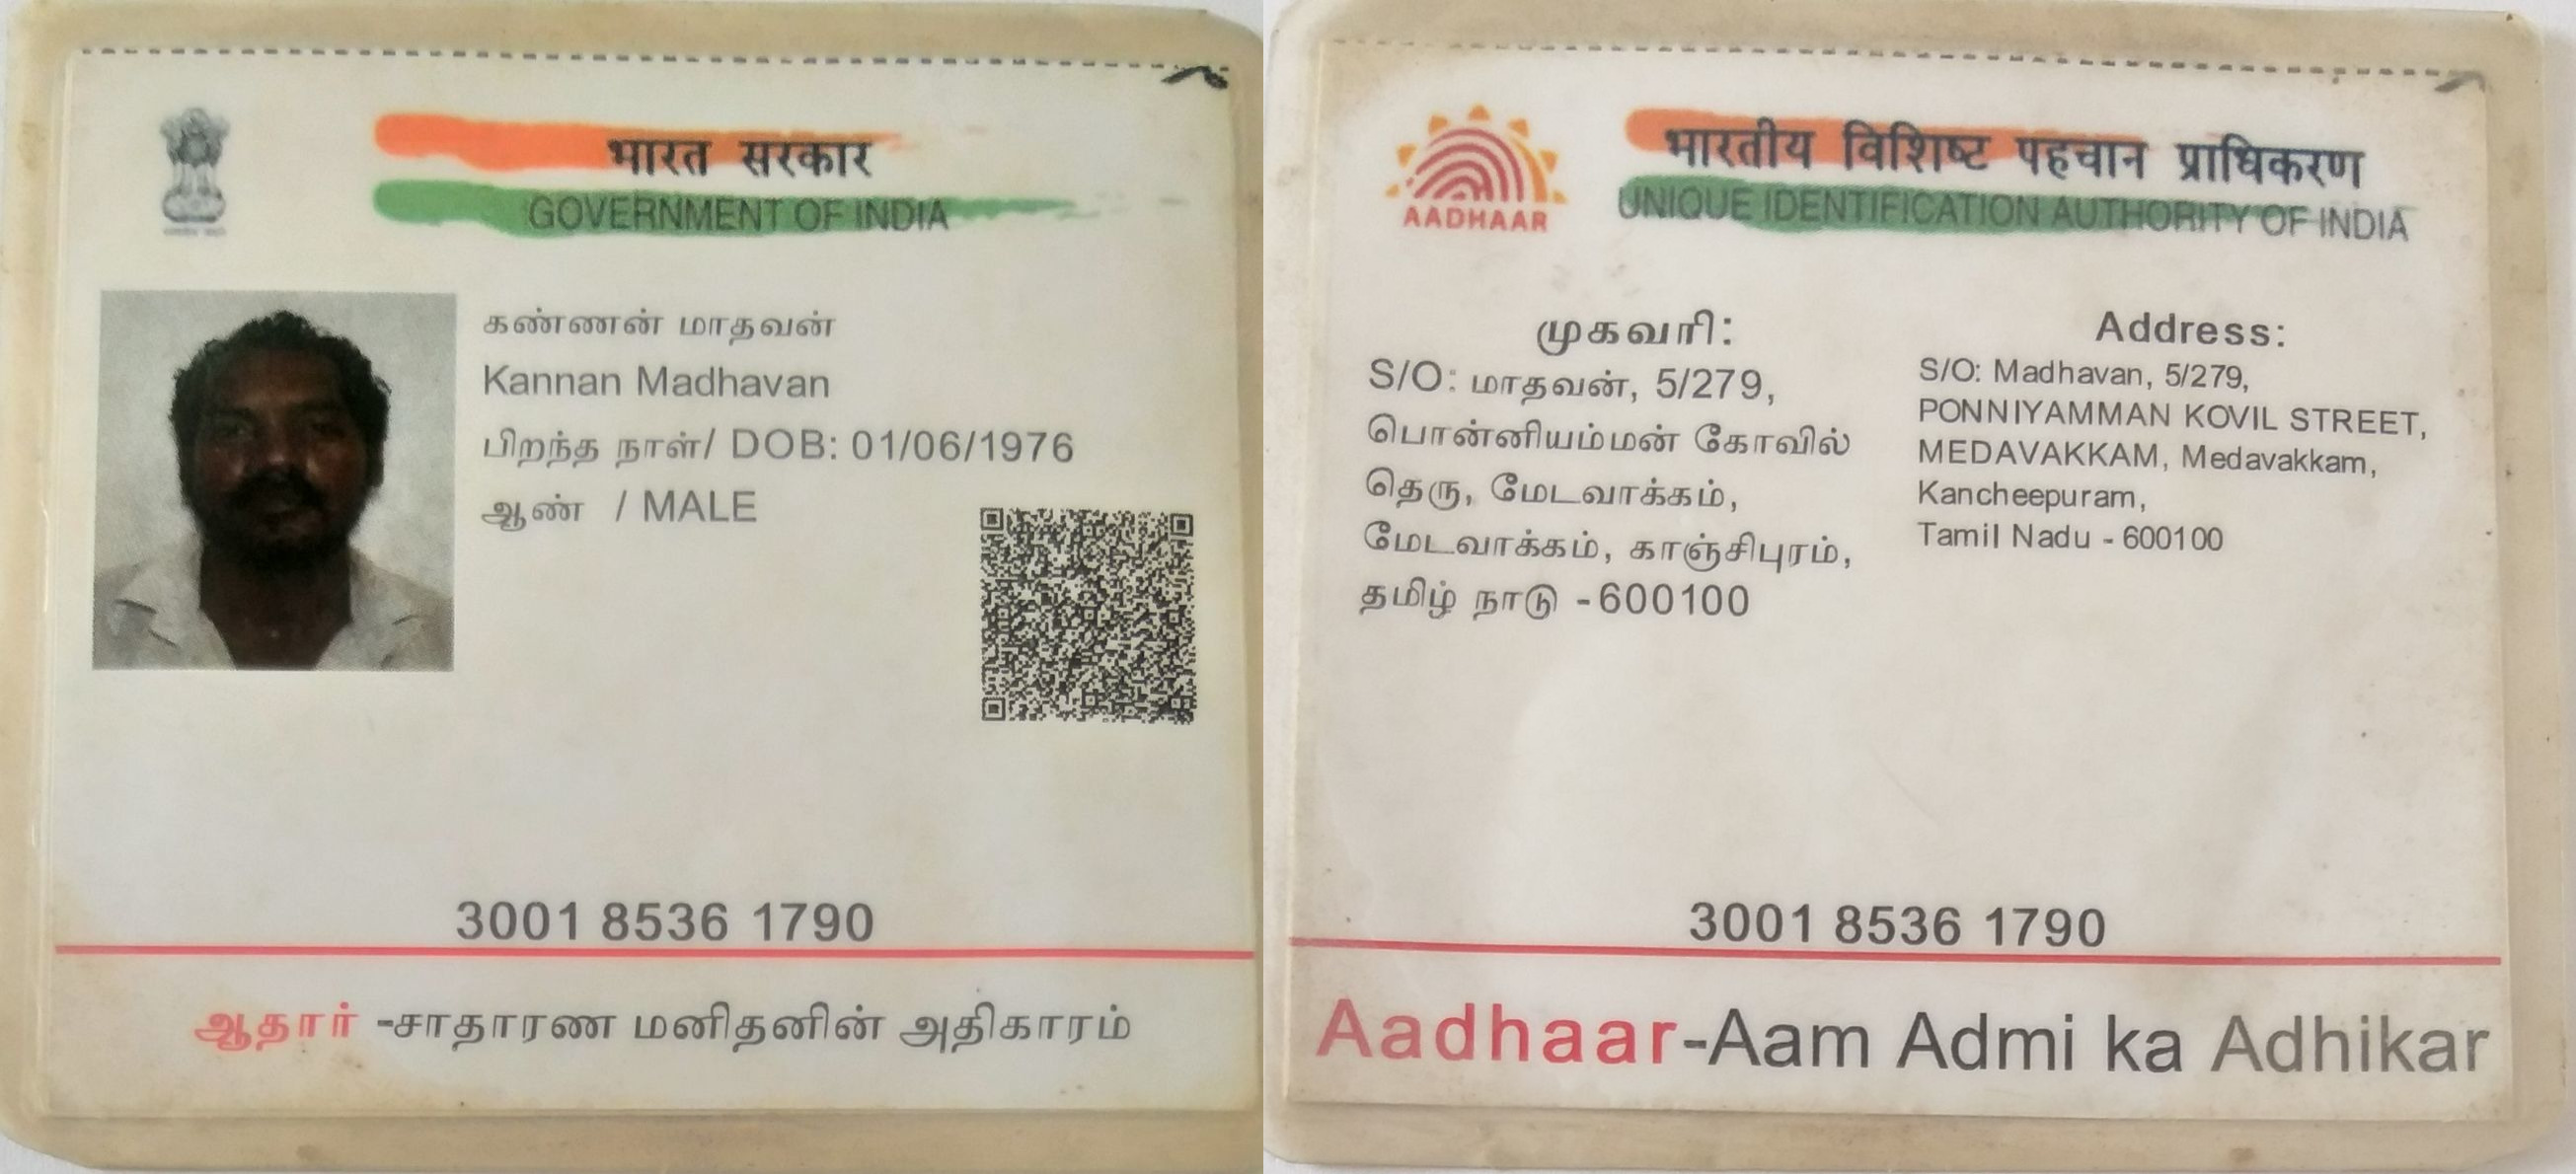 भारत सरकार
GOVERNMENT OF INDIA
கண்ணன் மாதவன்
Kannan Madhavan
பிறந்த நாள்/ DOB: 01/06/1976
ஆண் / MALE
3001 8536 1790
ஆதார் -சாதாரண மனிதனின் அதிகாரம்
AADHAAR
भारतीय विशिष्ट पहचान प्राधिकरण
UNIQUE IDENTIFICATION AUTHORITY OF INDIA
முகவரி:
S/O: மாதவன், 5/279,
பொன்னியம்மன் கோவில்
தெரு, மேடவாக்கம்,
மேடவாக்கம், காஞ்சிபுரம்,
தமிழ் நாடு - 600100
Address:
S/O: Madhavan, 5/279,
PONNIYAMMAN KOVIL STREET,
MEDAVAKKAM, Medavakkam,
Kancheepuram,
Tamil Nadu - 600100
3001 8536 1790
Aadhaar-Aam Admi ka Adhikar